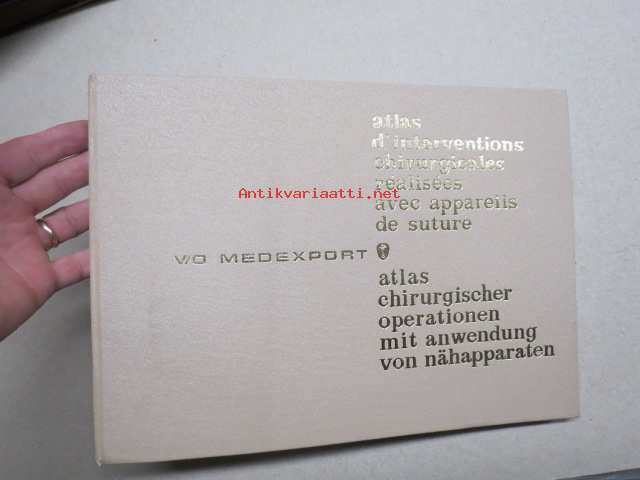 atlas
d'interventions
chirurgicales
réalisées
avec appareils
de suture
Antikvariaatti.net
V/O MEDEXPORT
atlas
chirurgischer
operationen
mit anwendung
von nähapparaten